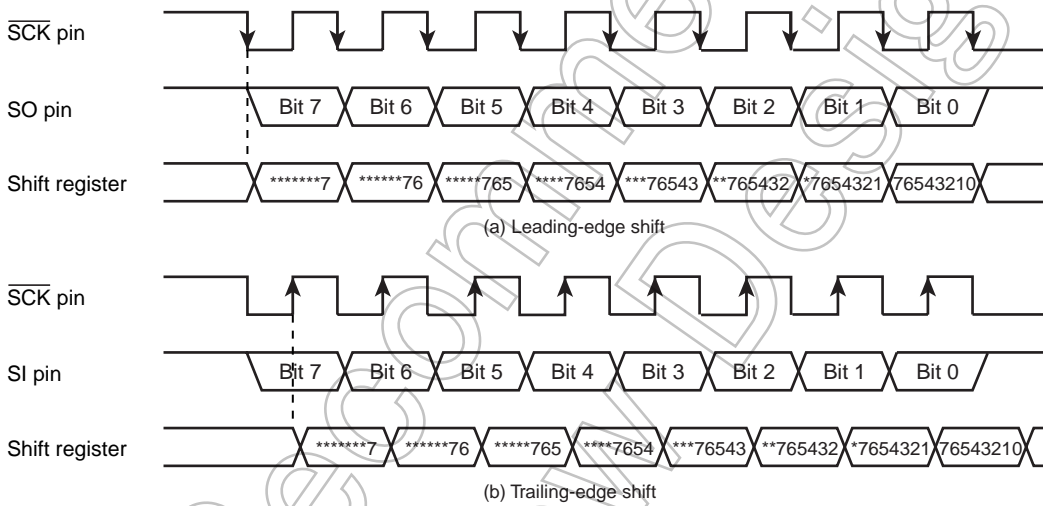 SCK pin
SO pin Bit 7 Bit 6 Bit 5 Bit 4 Bit 3 Bit 2 Bit 1 Bit 0
Shift register *******7 ******76 *****765 ****7654 ***76543 **765432 *7654321 76543210
(a) Leading-edge shift
SCK pin
SI pin Bit 7 Bit 6 Bit 5 Bit 4 Bit 3 Bit 2 Bit 1 Bit 0
Shift register *******7 ******76 *****765 ****7654 ***76543 **765432 *7654321 76543210
(b) Trailing-edge shift